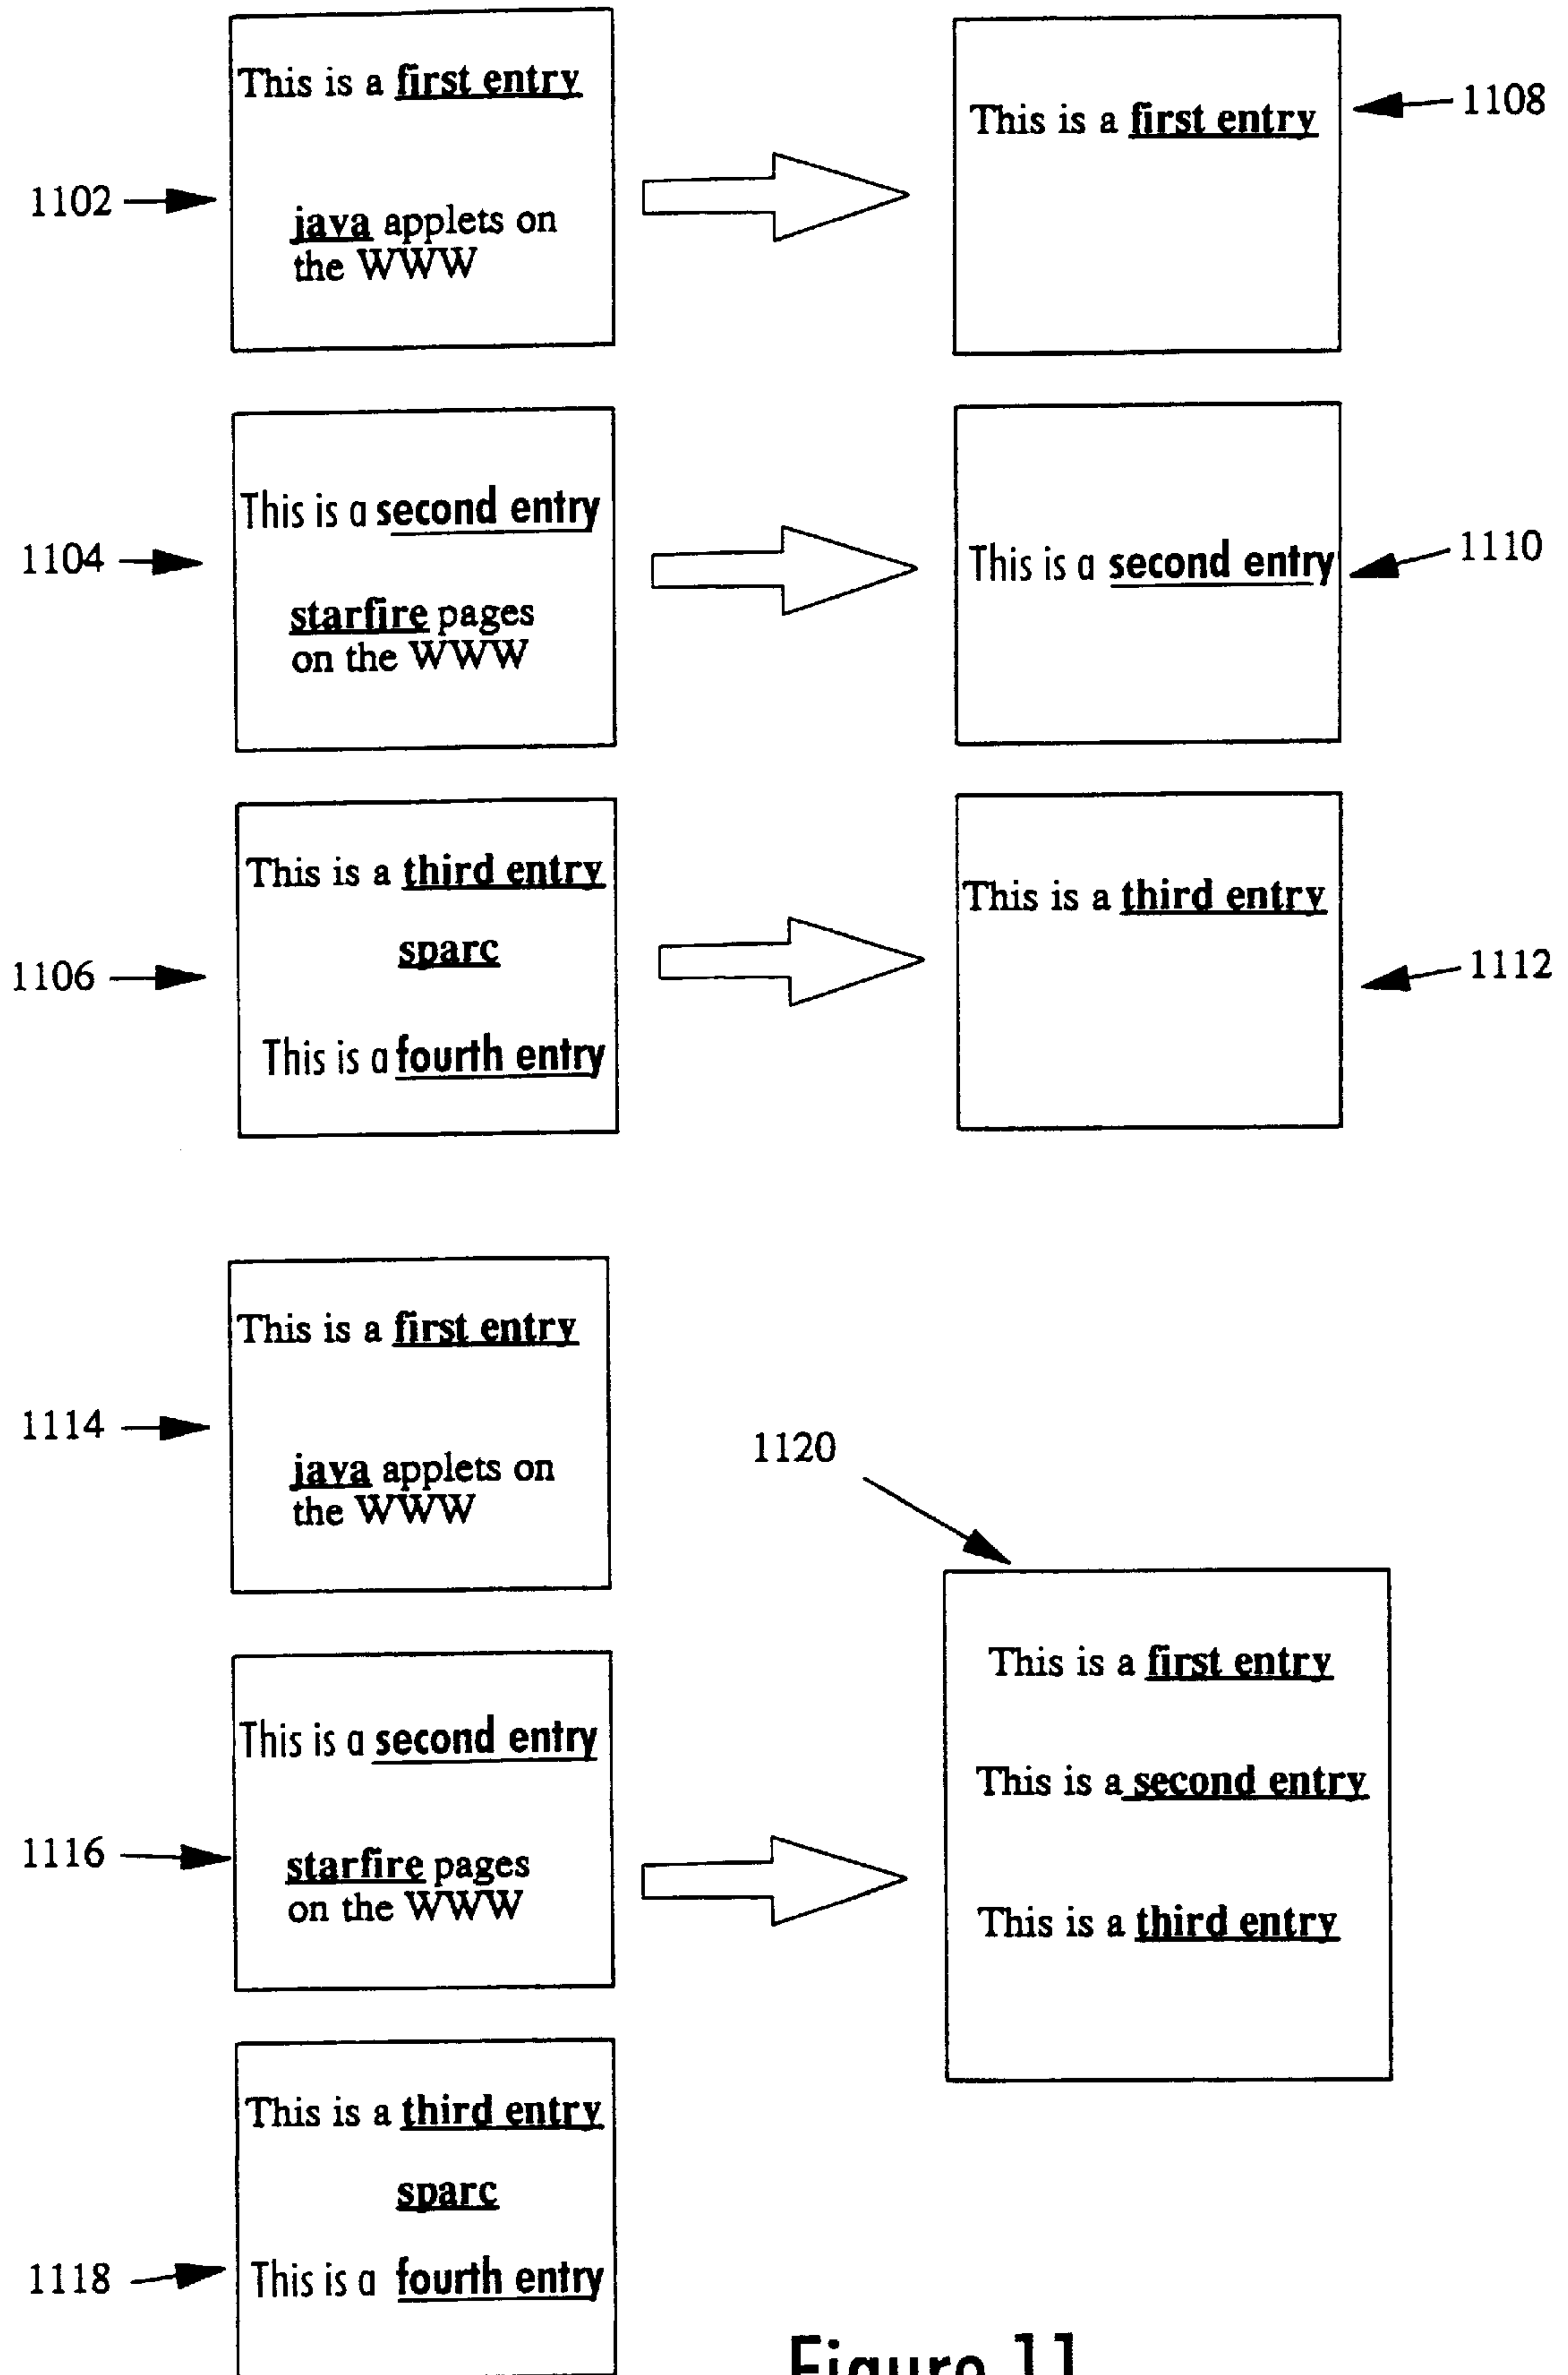 This is a first entry
1108
This is a first entry
1102
java applets on
the WWW
This is a second entry
1104
starfire pages
on the WWW
This is a second entry
1110
This is a third entry
sparc
1106
This is a fourth entry
This is a third entry
1112
This is a first entry
1114
java applets on
the WWW
1120
This is a second entry
1116
starfire pages
on the WWW
This is a first entry
This is a second entry
This is a third entry
This is a third entry
sparc
1118
This is a fourth entry
Figure 11